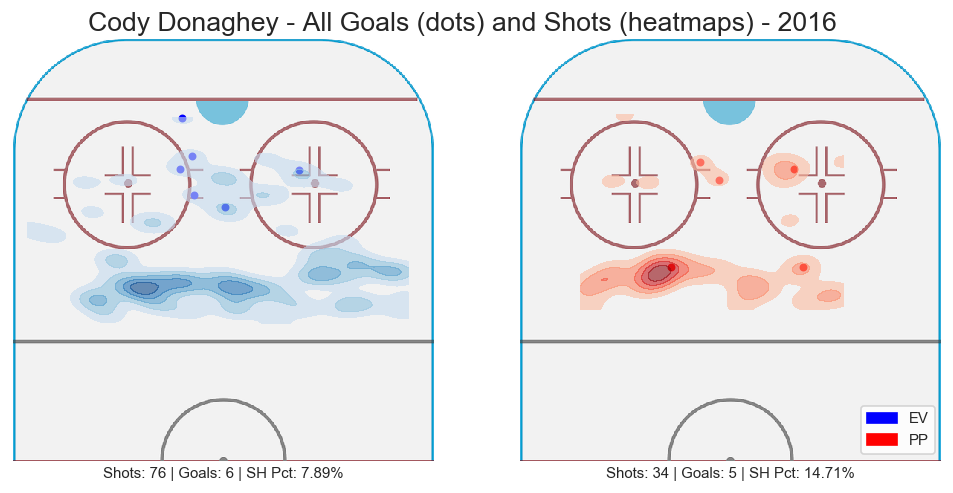 Cody Donaghey - All Goals (dots) and Shots (heatmaps) - 2016
EV
PP
Shots: 76 | Goals: 6 | SH Pct: 7.89%
Shots: 34 | Goals: 5 | SH Pct: 14.71%